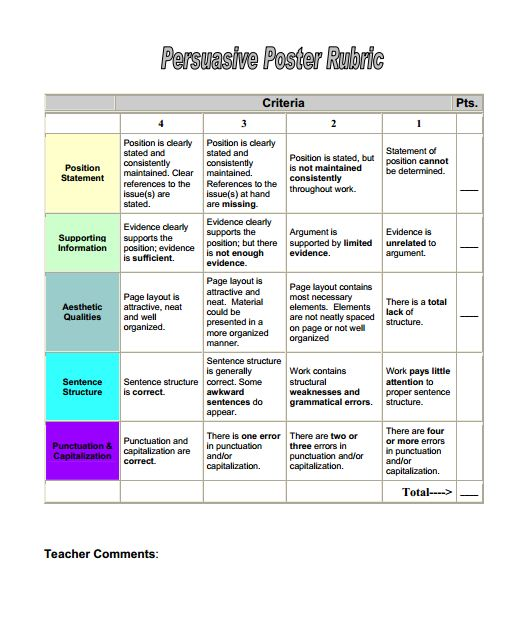 Persuasive Poster Rubric
Criteria Pts.
4 3 2 1
Position
Statement
Position is clearly
stated and
consistently
maintained. Clear
references to the
issue(s) are
stated.
Position is clearly
stated and
consistently
maintained.
References to the
issue(s) at hand
are missing.
Position is stated, but
is not maintained
consistently
throughout work.
Statement of
position cannot
be determined.
____
Supporting
Information
Evidence clearly
supports the
position; evidence
is sufficient.
Evidence clearly
supports the
position; but there
is not enough
evidence.
Argument is
supported by limited
evidence.
Evidence is
unrelated to
argument.
____
Aesthetic
Qualities
Page layout is
attractive, neat
and well
organized.
Page layout is
attractive and
neat. Material
could be
presented in a
more organized
manner.
Page layout contains
most necessary
elements. Elements
are not neatly spaced
on page or not well
organized
There is a total
lack of
structure.
____
Sentence
Structure
Sentence structure
is correct.
Sentence structure
is generally
correct. Some
awkward
sentences do
appear.
Work contains
structural
weaknesses and
grammatical errors.
Work pays little
attention to
proper sentence
structure.
Punctuation &
Capitalization
Punctuation and
capitalization are
correct.
There is one error
in punctuation
and/or
capitalization.
There are two or
three errors in
punctuation and/or
capitalization.
There are four
or more errors
in punctuation
and/or
capitalization.
Total----> ____
Teacher Comments: